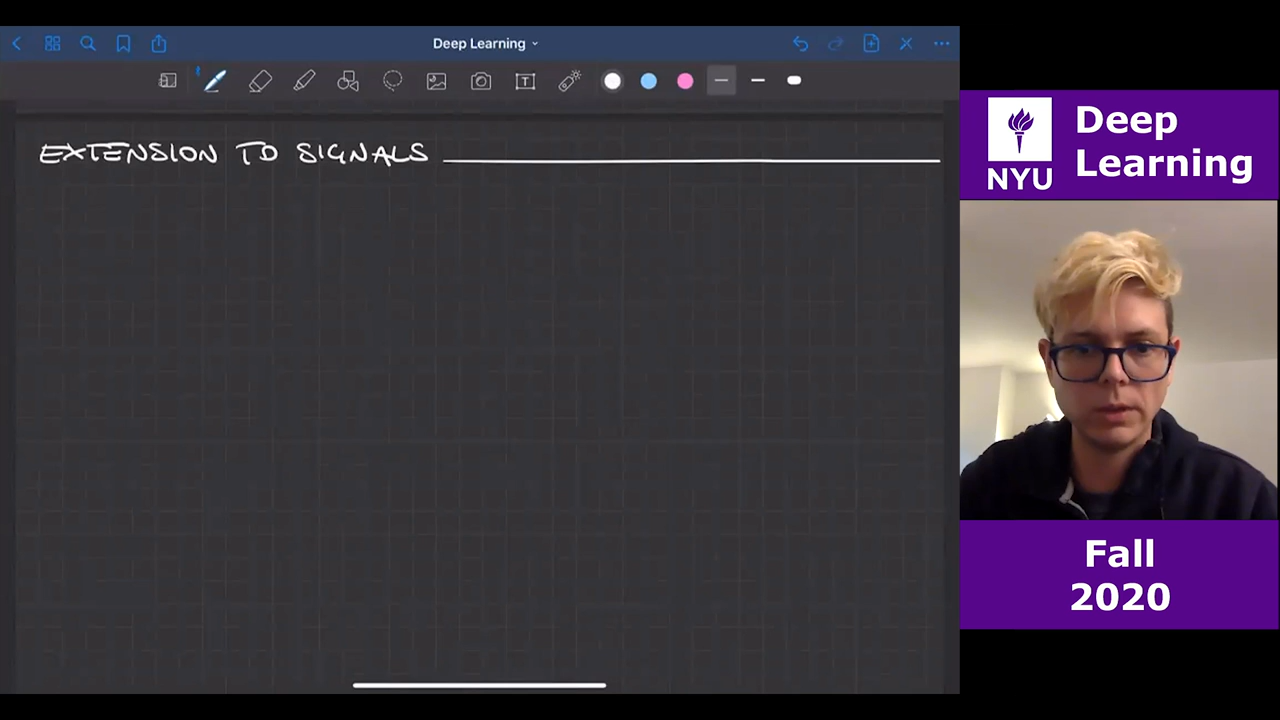 Deep Learning
T
EXTENSION TO SIGNALS
NYU
Deep
Learning
Fall
2020